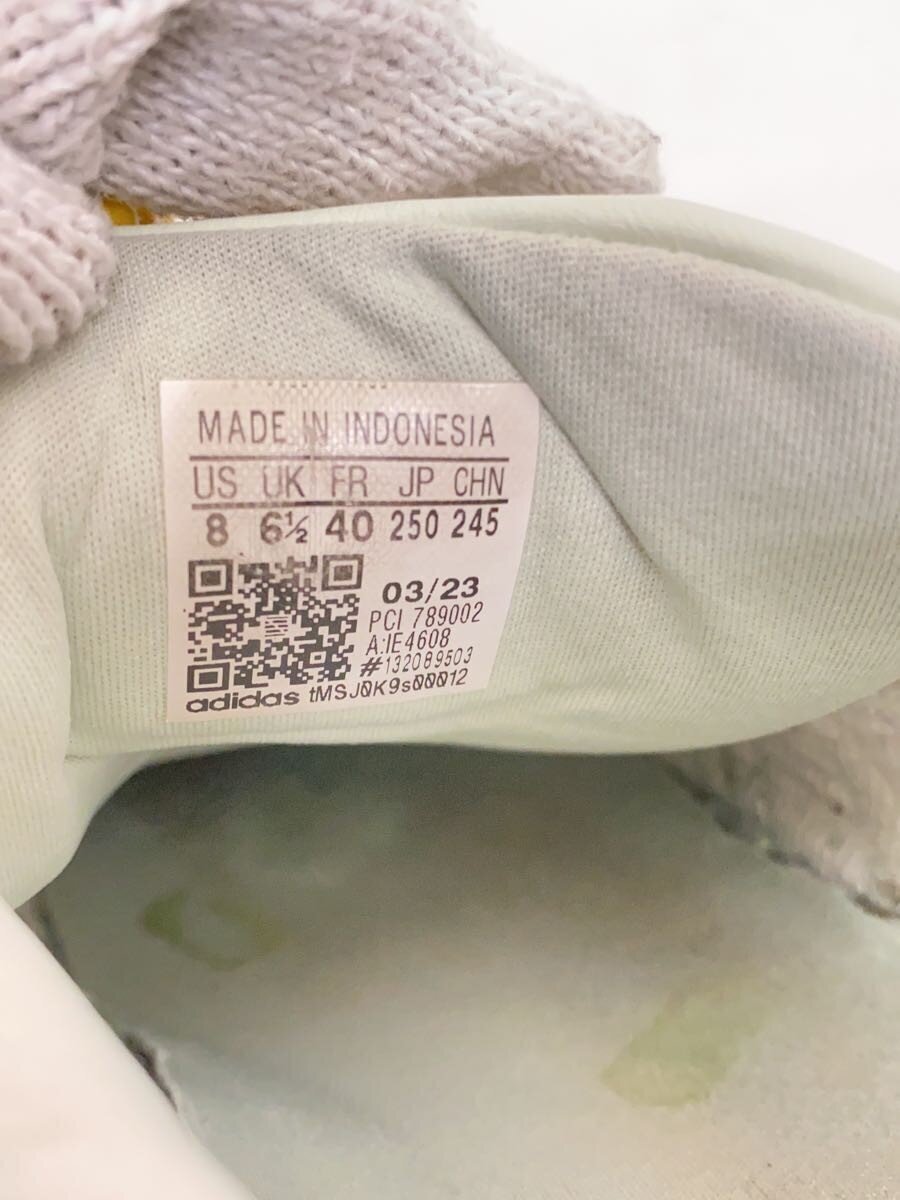 MADE IN INDONESIA
US UK FR JP CHN
8 6½ 40 250 245
03/23
PCI 789002
A:IE4608
#132089503
adidas tMSJ0K9s00012